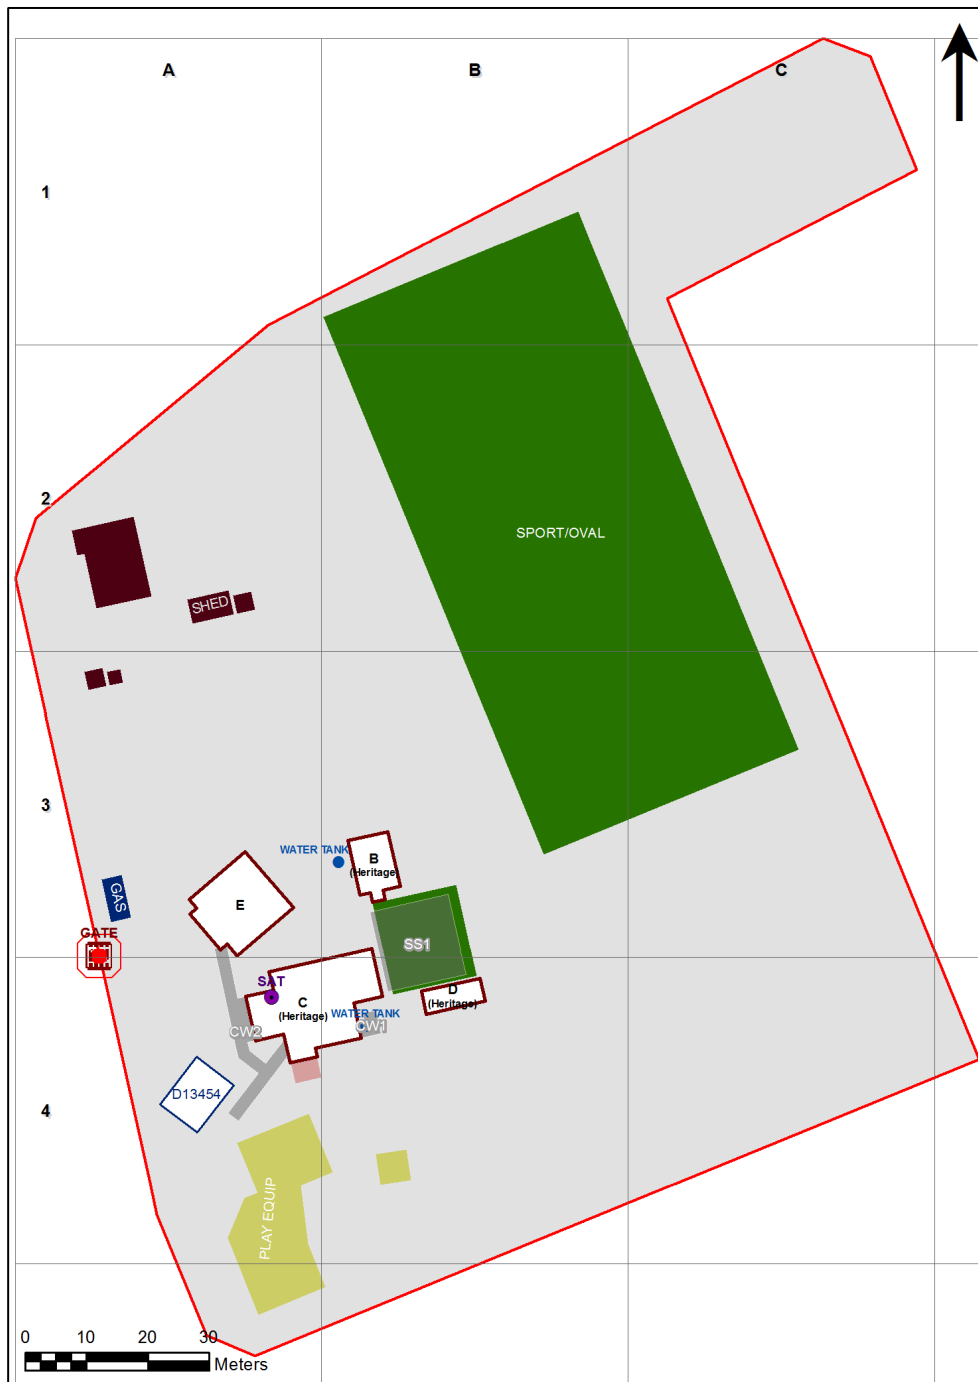 A
B
C
1
2
SPORT/OVAL
SHED
3
WATER TANK
B
(Heritage)
GAS
E
GATE
SS1
SAT
D
(Heritage)
C
(Heritage)
WATER TANK
CW2
CW1
D13454
4
PLAY EQUIP
0 10 20 30
Meters